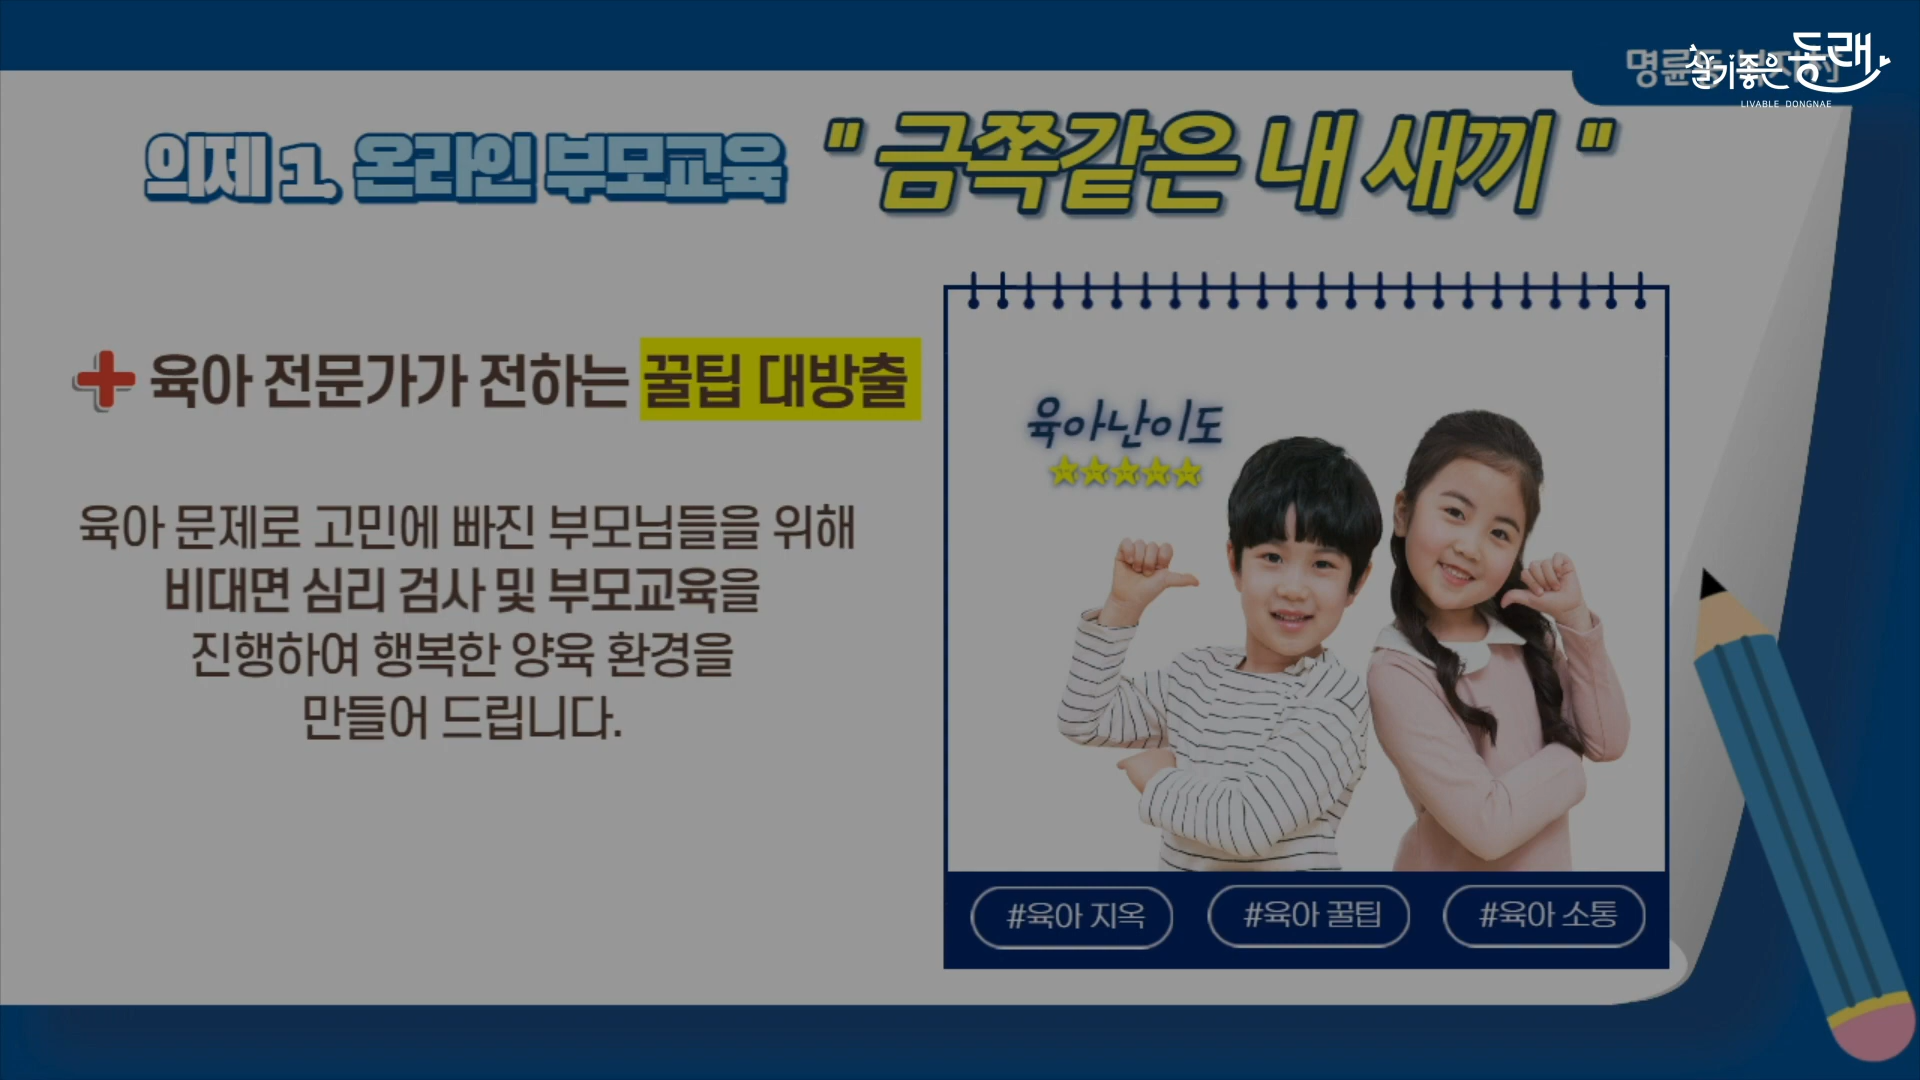 살기좋은 동래
LIVABLE DONGNAE
의제 1. 온라인 부모교육 " 금쪽같은 내 새끼 "
육아 전문가가 전하는 꿀팁 대방출
육아 문제로 고민에 빠진 부모님들을 위해
비대면 심리 검사 및 부모교육을
진행하여 행복한 양육 환경을
만들어 드립니다.
육아난이도
#육아 지옥
#육아 꿀팁
#육아 소통